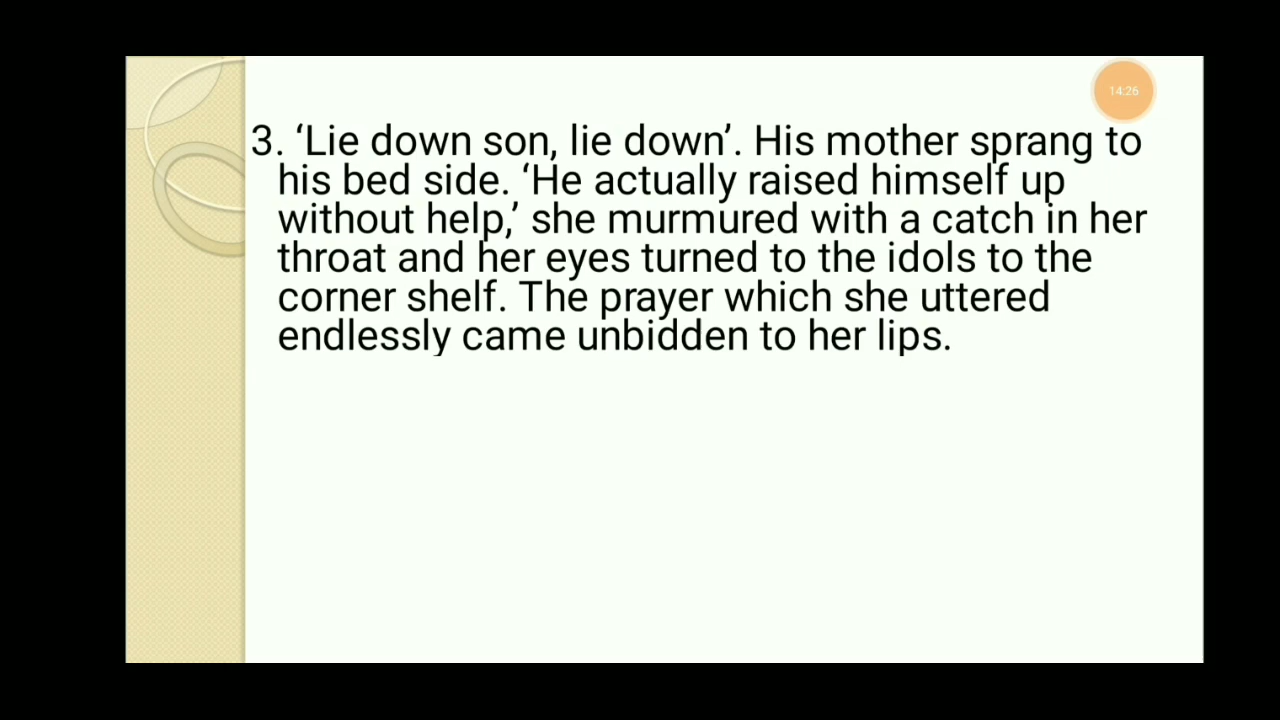 14:26
3. ‘Lie down son, lie down’. His mother sprang to
his bed side. ‘He actually raised himself up
without help,’ she murmured with a catch in her
throat and her eyes turned to the idols to the
corner shelf. The prayer which she uttered
endlessly came unbidden to her lips.